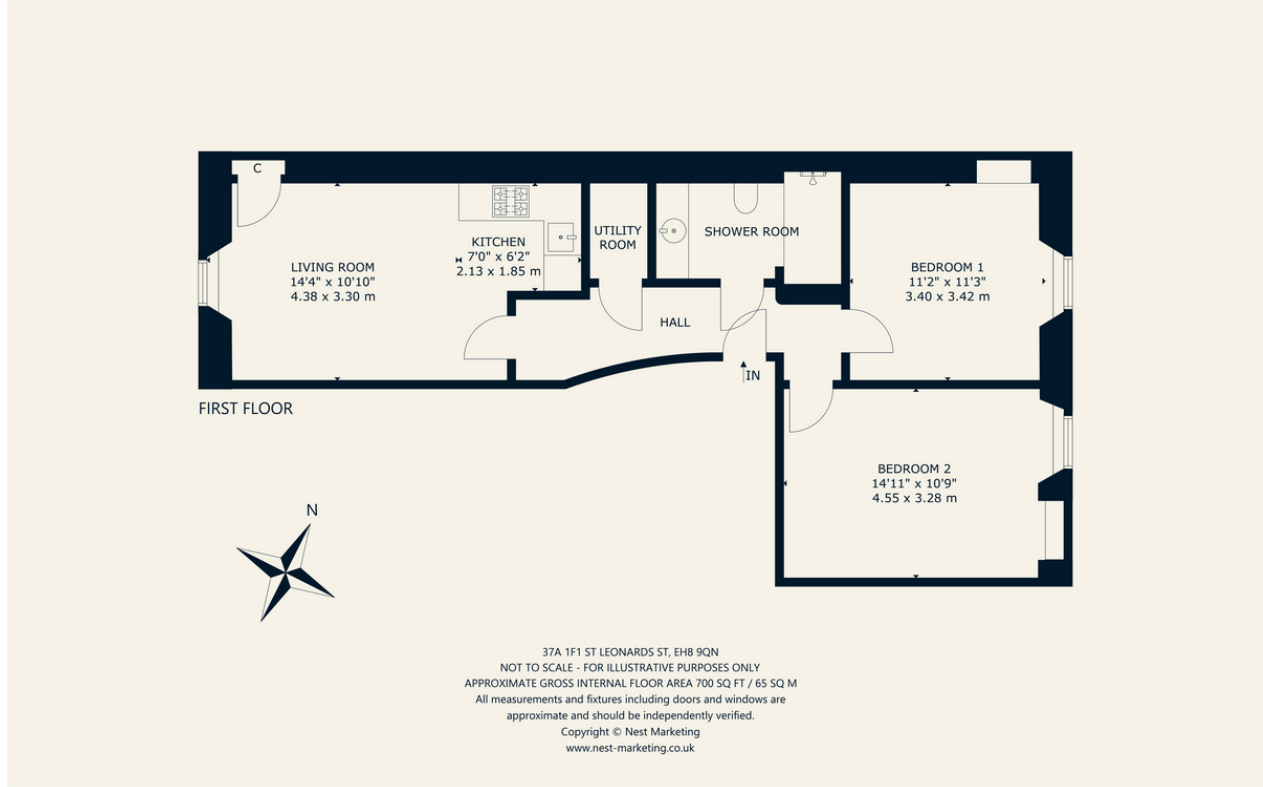 C
LIVING ROOM
14'4" x 10'10"
4.38 x 3.30 m
KITCHEN
7'0" x 6'2"
2.13 x 1.85 m
UTILITY
ROOM
SHOWER ROOM
HALL
IN
BEDROOM 1
11'2" x 11'3"
3.40 x 3.42 m
FIRST FLOOR
BEDROOM 2
14'11" x 10'9"
4.55 x 3.28 m
N
37A 1F1 ST LEONARDS ST, EH8 9QN
NOT TO SCALE - FOR ILLUSTRATIVE PURPOSES ONLY
APPROXIMATE GROSS INTERNAL FLOOR AREA 700 SQ FT / 65 SQ M
All measurements and fixtures including doors and windows are
approximate and should be independently verified.
Copyright © Nest Marketing
www.nest-marketing.co.uk